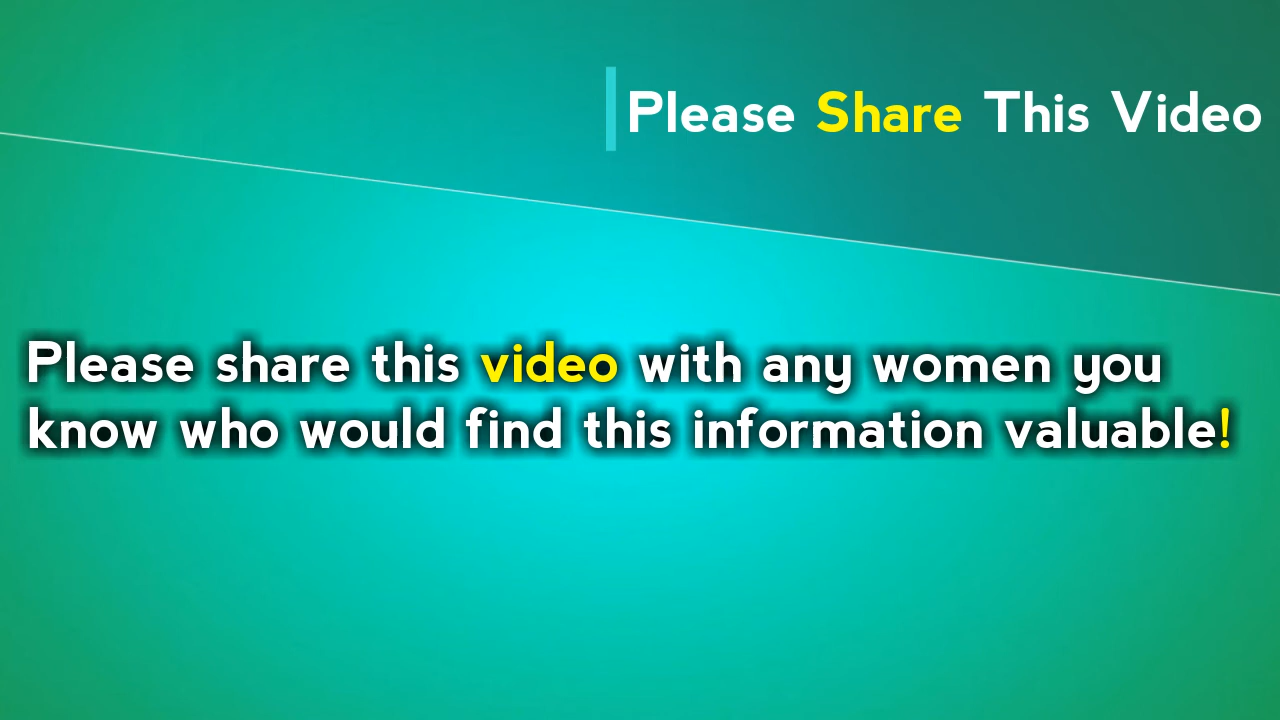 Please Share This Video
Please share this video with any women you
know who would find this information valuable!